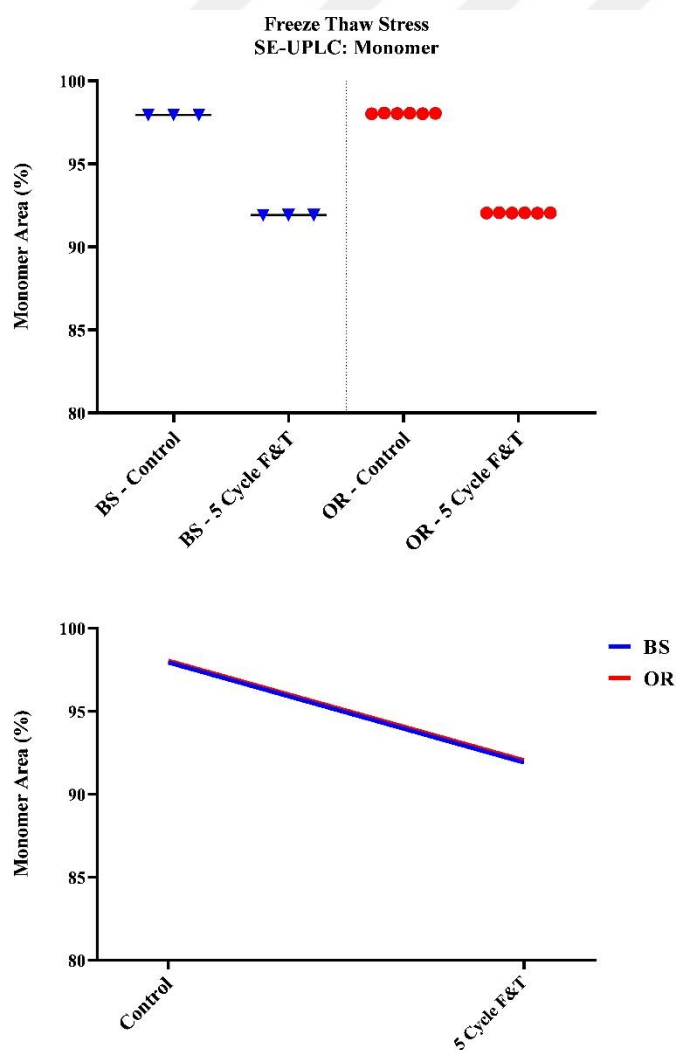 Freeze Thaw Stress
SE-UPLC: Monomer
Monomer Area (%)
100
95
90
85
80
BS - Control
BS - 5 Cycle F&T
OR - Control
OR - 5 Cycle F&T
Monomer Area (%)
100
95
90
85
80
Control
5 Cycle F&T
BS
OR